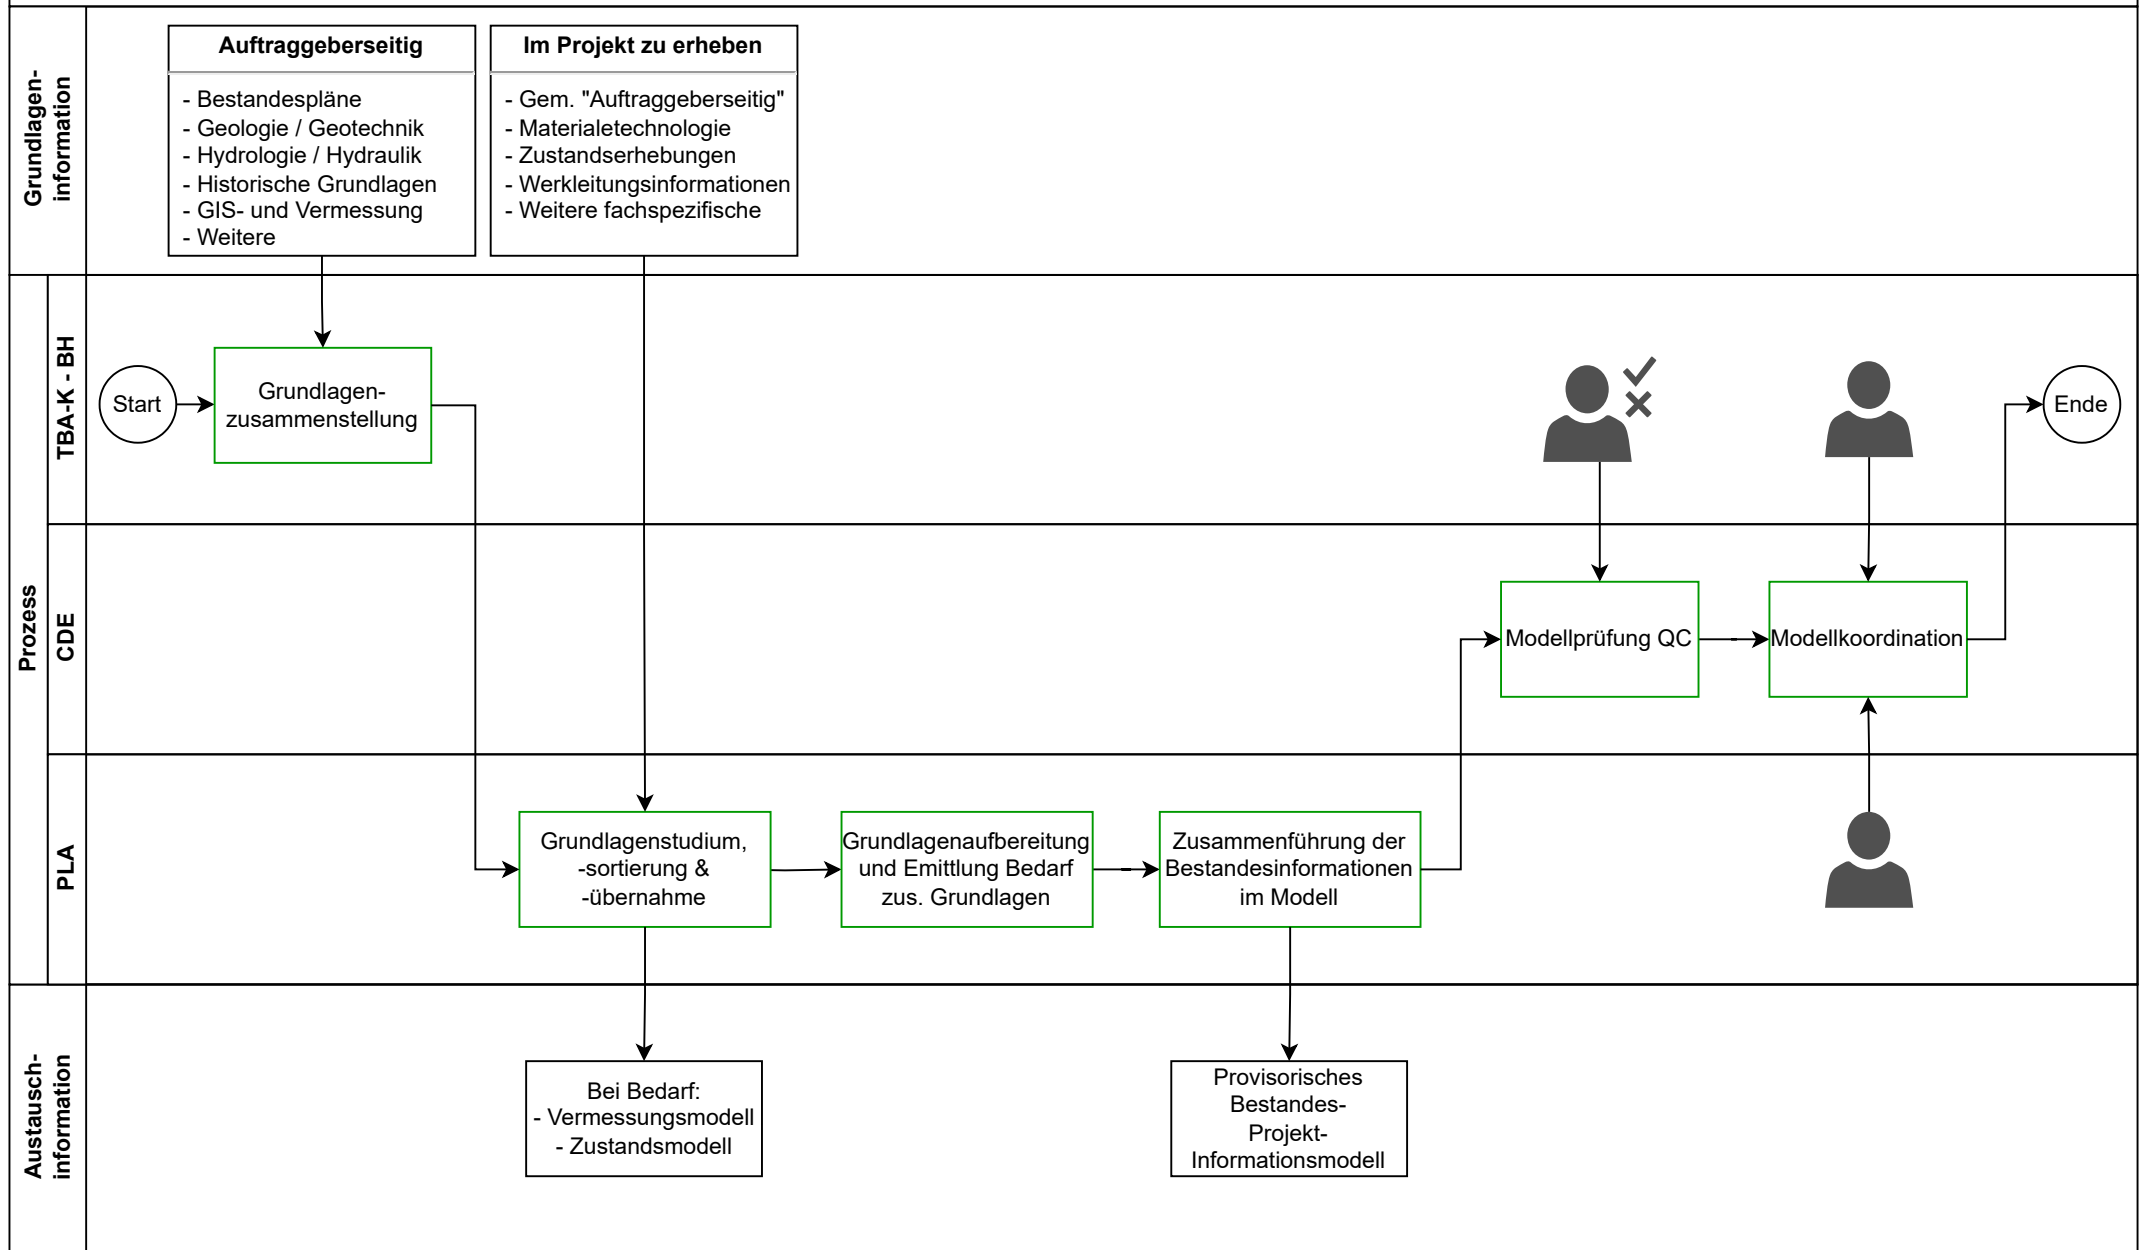 Grundlagen-
information
Auftraggeberseitig
- Bestandespläne
- Geologie / Geotechnik
- Hydrologie / Hydraulik
- Historische Grundlagen
- GIS- und Vermessung
- Weitere
Im Projekt zu erheben
- Gem. "Auftraggeberseitig"
- Materialetechnologie
- Zustandserhebungen
- Werkleitungsinformationen
- Weitere fachspezifische
Prozess
TBA-K - BH
Start
Grundlagen-
zusammenstellung
Ende
CDE
Modellprüfung QC
Modellkoordination
PLA
Grundlagenstudium,
-sortierung &
-übernahme
Grundlagenaufbereitung
und Emittlung Bedarf
zus. Grundlagen
Zusammenführung der
Bestandesinformationen
im Modell
Austausch-
information
Bei Bedarf:
- Vermessungsmodell
- Zustandsmodell
Provisorisches
Bestandes-
Projekt-
Informationsmodell